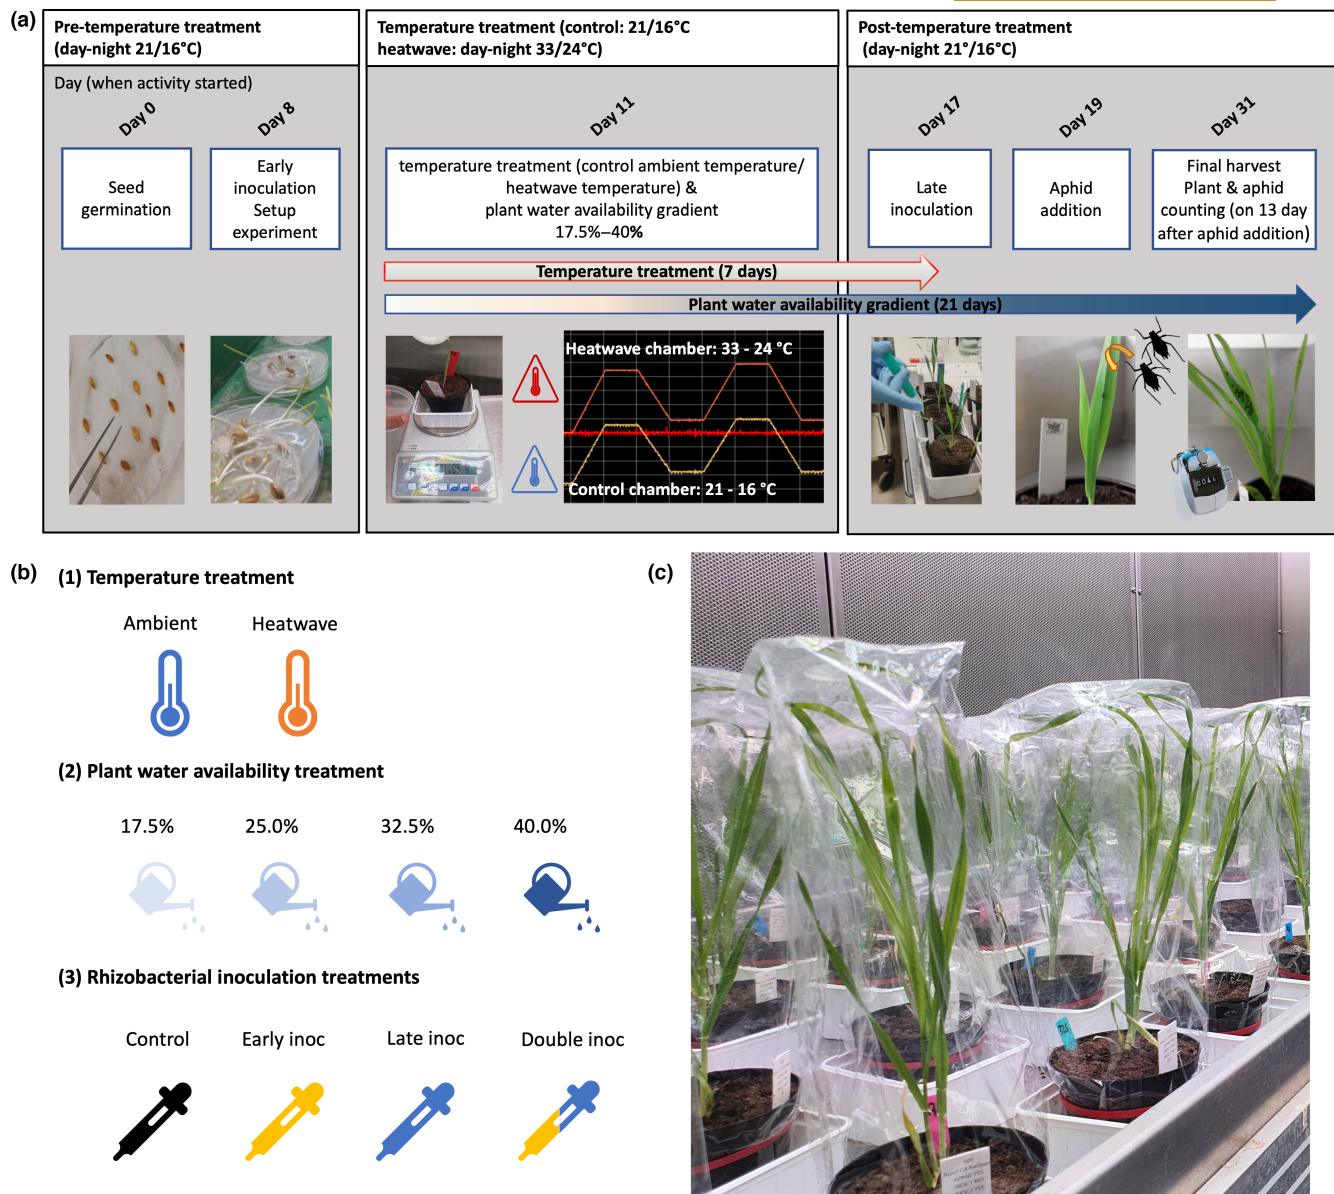 (a)
Pre-temperature treatment
(day-night 21/16°C)
Temperature treatment (control: 21/16°C
heatwave: day-night 33/24°C)
Post-temperature treatment
(day-night 21°/16°C)
Day (when activity started)
Day 0
Day 8
Day 11
Day 17
Day 19
Day 31
Seed
germination
Early
inoculation
Setup
experiment
temperature treatment (control ambient temperature/
heatwave temperature) &
plant water availability gradient
17.5%–40%
Late
inoculation
Aphid
addition
Final harvest
Plant & aphid
counting (on 13 day
after aphid addition)
Temperature treatment (7 days)
Plant water availability gradient (21 days)
Heatwave chamber: 33 - 24 °C
Control chamber: 21 - 16 °C
(b)
(1) Temperature treatment
Ambient
Heatwave
(2) Plant water availability treatment
17.5%
25.0%
32.5%
40.0%
(3) Rhizobacterial inoculation treatments
Control
Early inoc
Late inoc
Double inoc
(c)